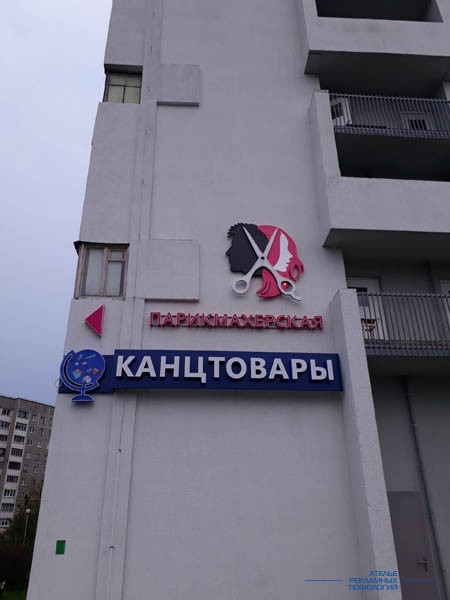 ПАРИКМАХЕРСКАЯ
КАНЦТОВАРЫ
АТЕЛЬЕ
РЕКЛАМНЫХ
ТЕХНОЛОГИЙ